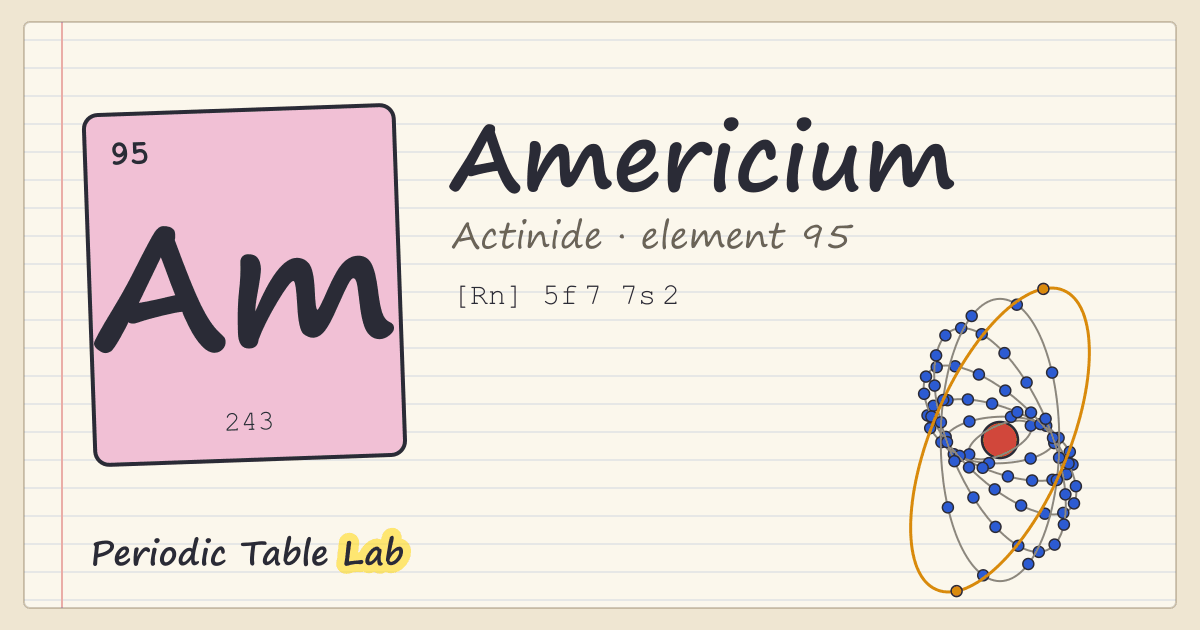 95
Am
243
Americium
Actinide · element 95
[Rn] 5f7 7s2
Periodic Table Lab